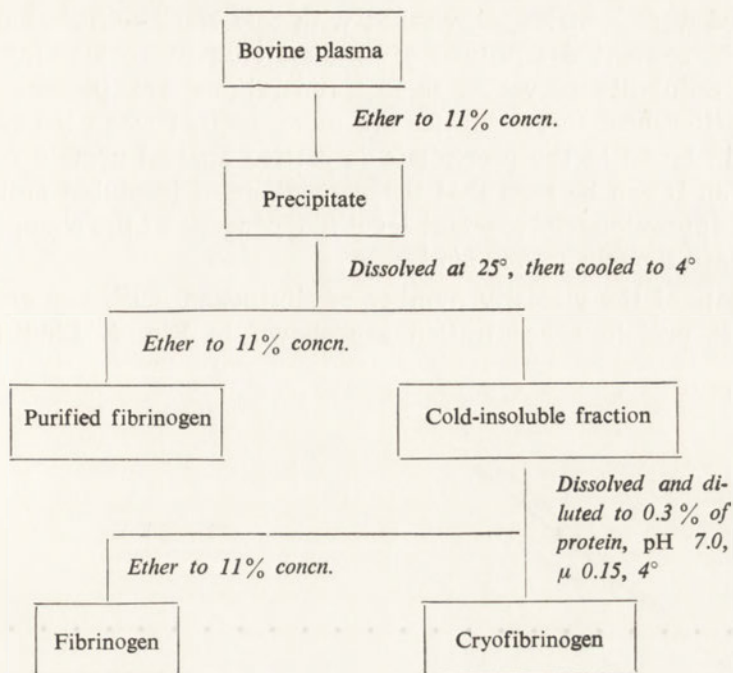 Bovine plasma
Ether to 11% concn.
Precipitate
Dissolved at 25°, then cooled to 4°
Ether to 11% concn.
Purified fibrinogen
Cold-insoluble fraction
Dissolved and di-
luted to 0.3 % of
protein, pH 7.0,
μ 0.15, 4°
Ether to 11% concn.
Fibrinogen
Cryofibrinogen